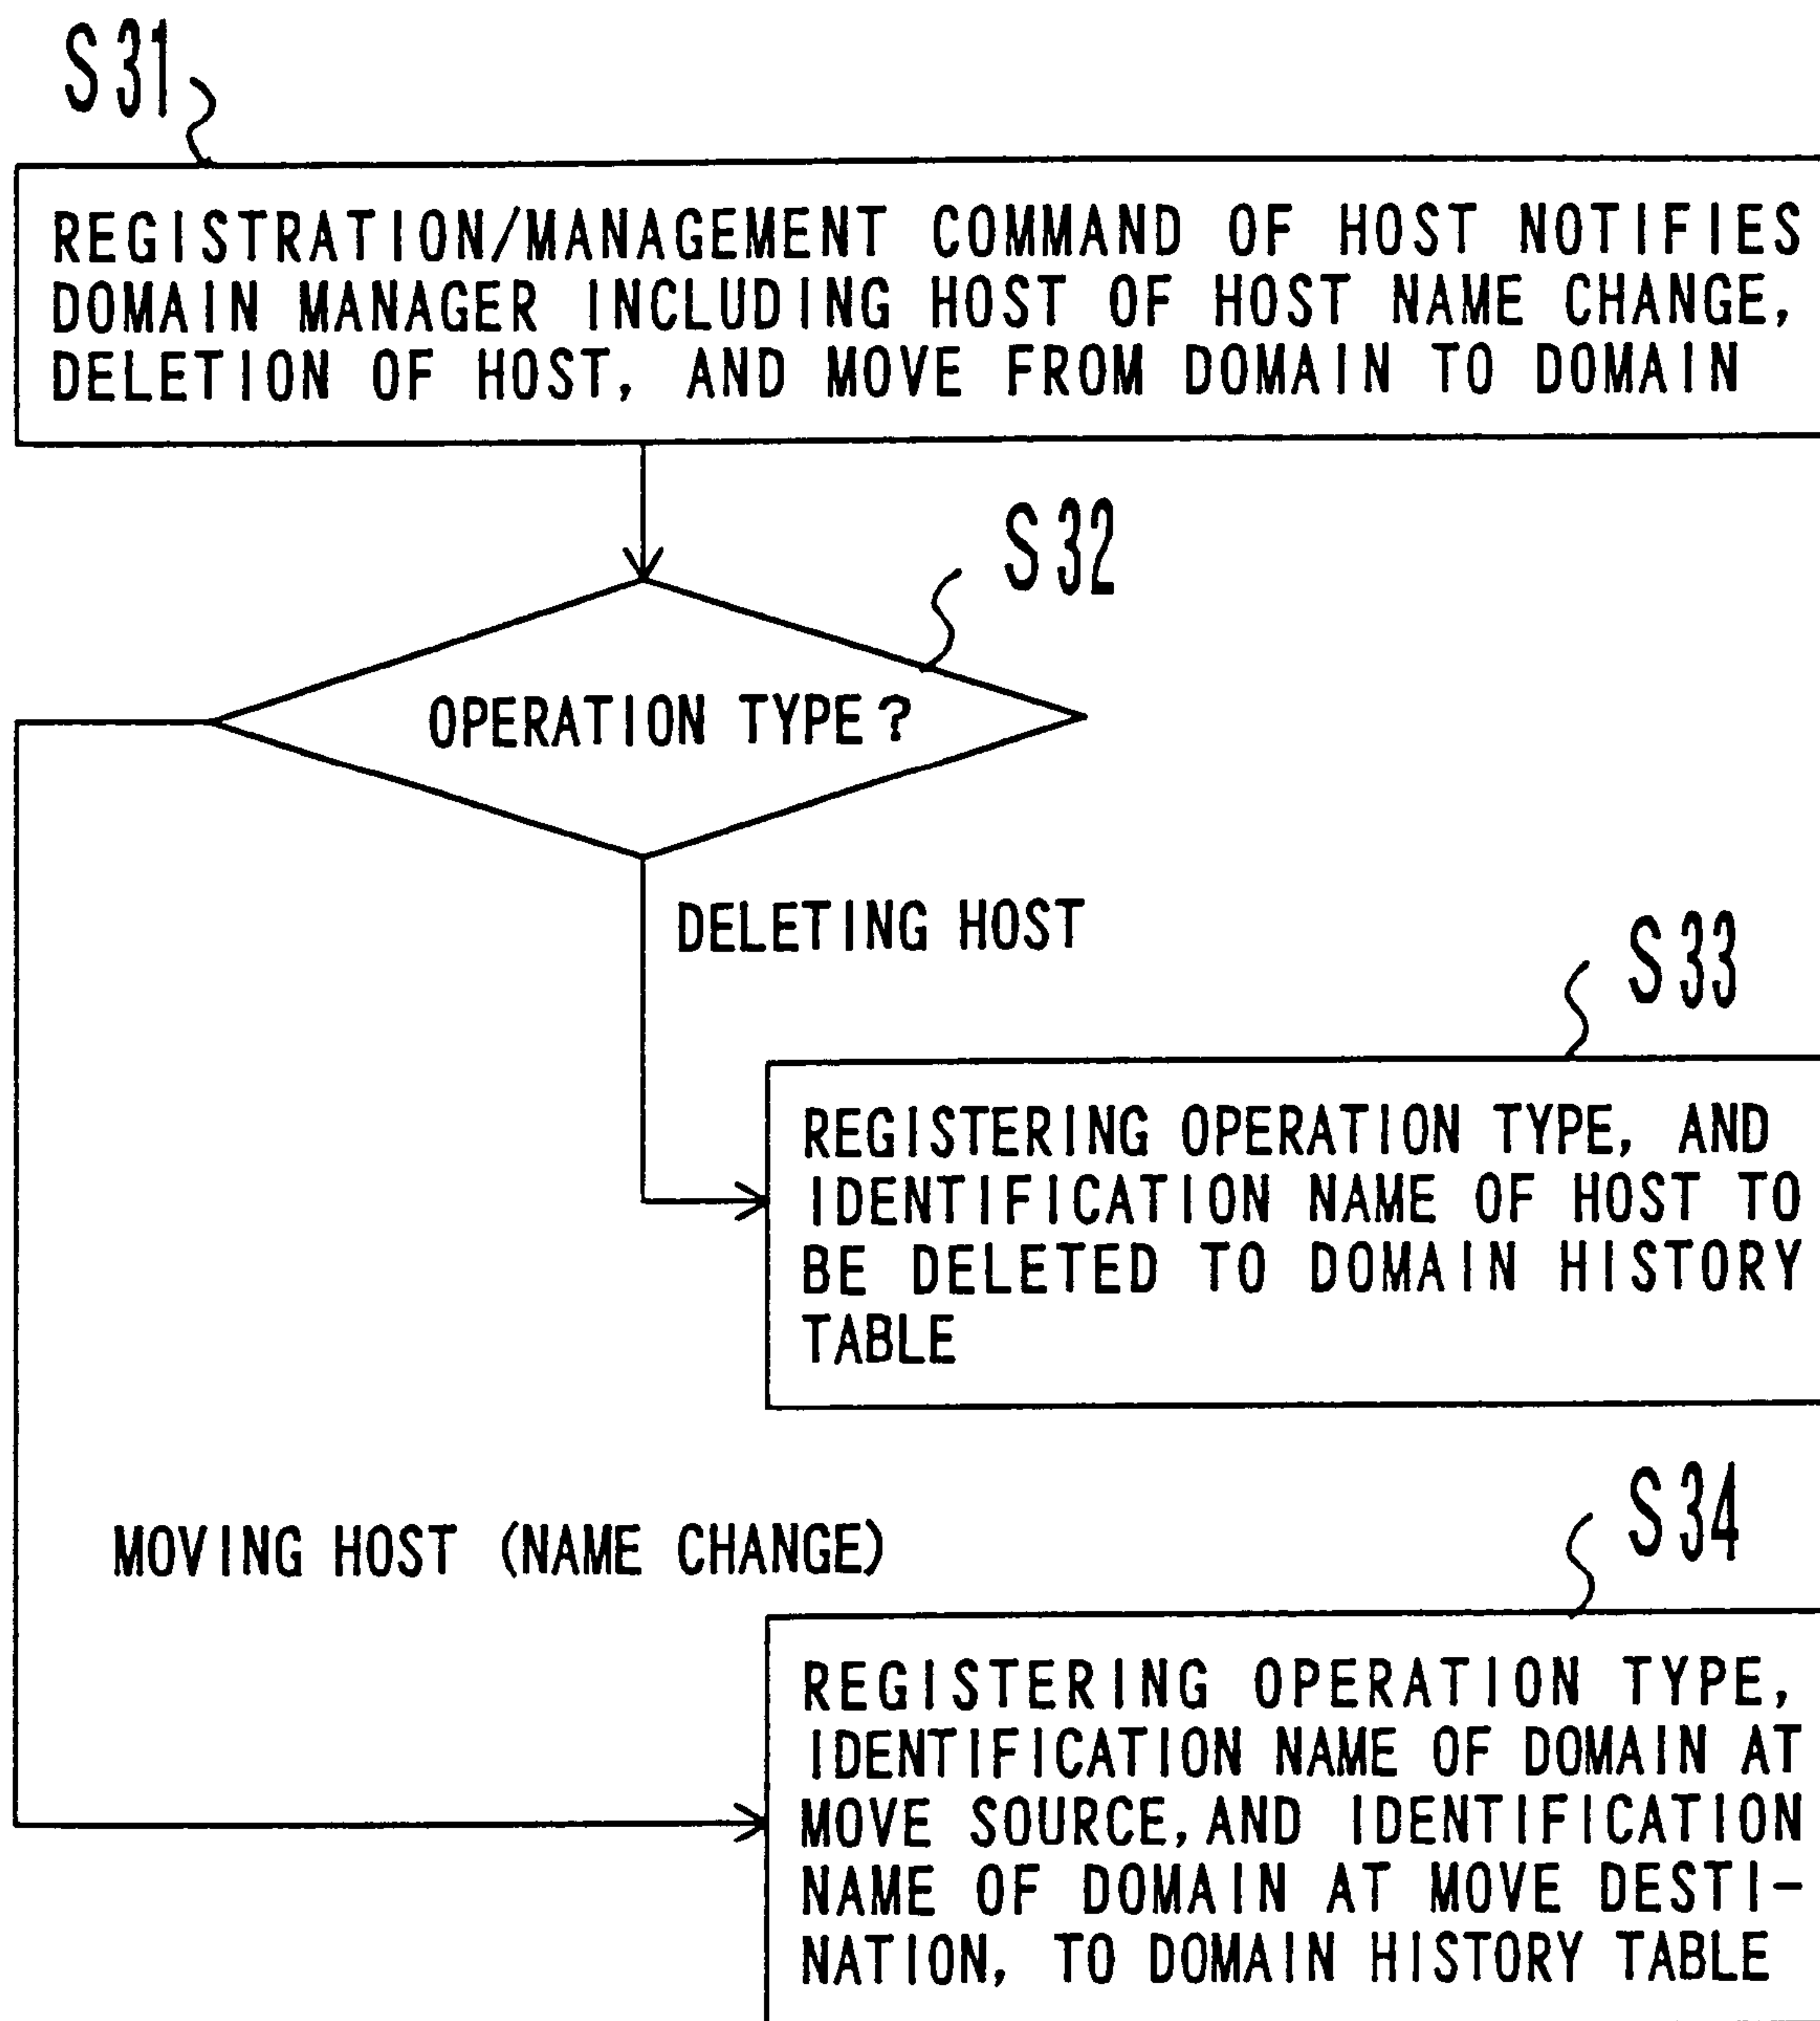 S31
REGISTRATION/MANAGEMENT COMMAND OF HOST NOTIFIES
DOMAIN MANAGER INCLUDING HOST OF HOST NAME CHANGE,
DELETION OF HOST, AND MOVE FROM DOMAIN TO DOMAIN
S32
OPERATION TYPE?
DELETING HOST
S33
REGISTERING OPERATION TYPE, AND
IDENTIFICATION NAME OF HOST TO
BE DELETED TO DOMAIN HISTORY
TABLE
MOVING HOST (NAME CHANGE)
S34
REGISTERING OPERATION TYPE,
IDENTIFICATION NAME OF DOMAIN AT
MOVE SOURCE, AND IDENTIFICATION
NAME OF DOMAIN AT MOVE DESTI-
NATION, TO DOMAIN HISTORY TABLE